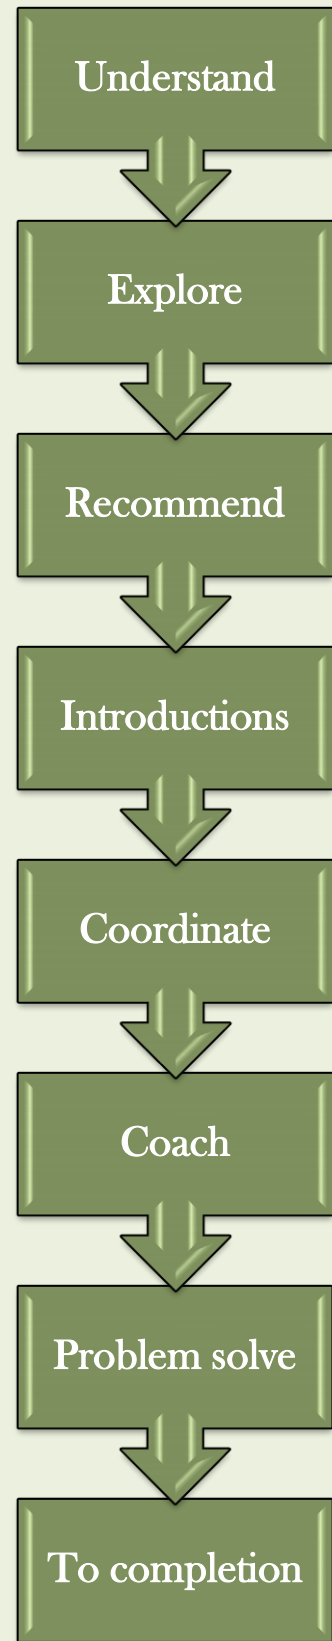 Understand
Explore
Recommend
Introductions
Coordinate
Coach
Problem solve
To completion